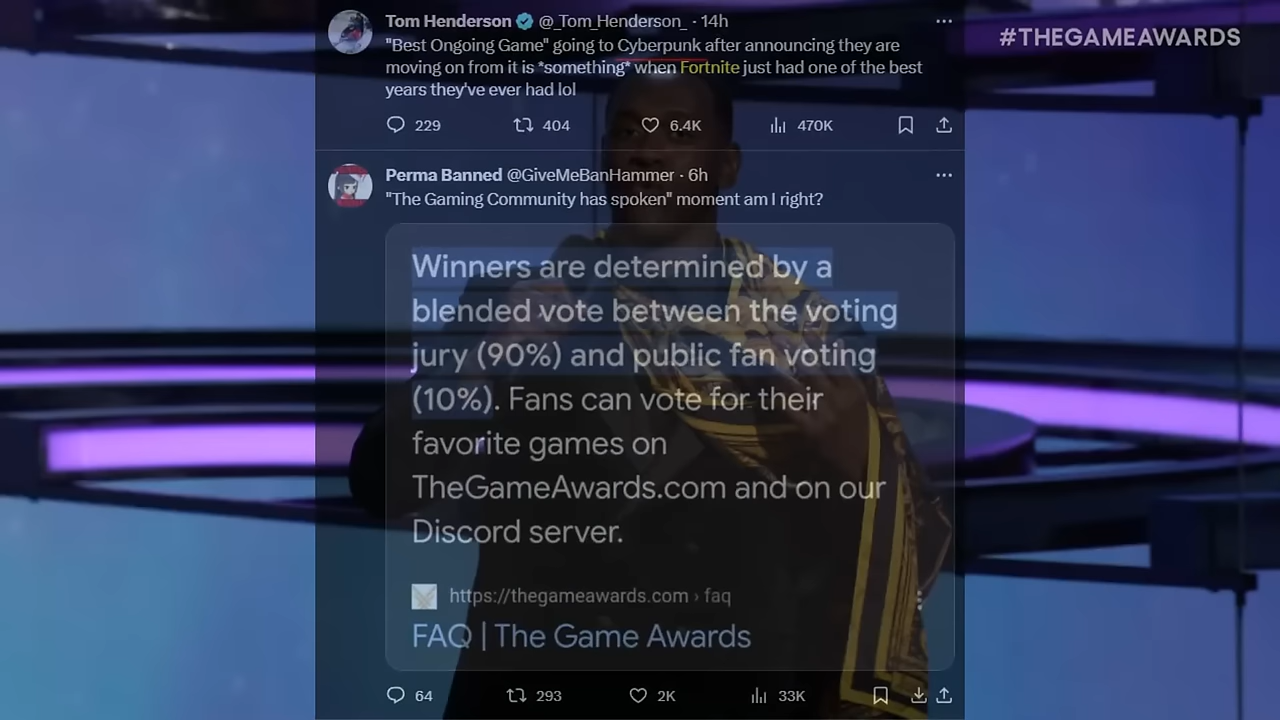 #THEGAMEAWARDS
Tom Henderson @_Tom_Henderson_ · 14h
"Best Ongoing Game" going to Cyberpunk after announcing they are
moving on from it is *something* when Fortnite just had one of the best
years they've ever had lol
229 404 6.4K 470K
Perma Banned @GiveMeBanHammer · 6h
"The Gaming Community has spoken" moment am I right?
Winners are determined by a
blended vote between the voting
jury (90%) and public fan voting
(10%). Fans can vote for their
favorite games on
TheGameAwards.com and on our
Discord server.
https://thegameawards.com › faq
FAQ | The Game Awards
64 293 2K 33K